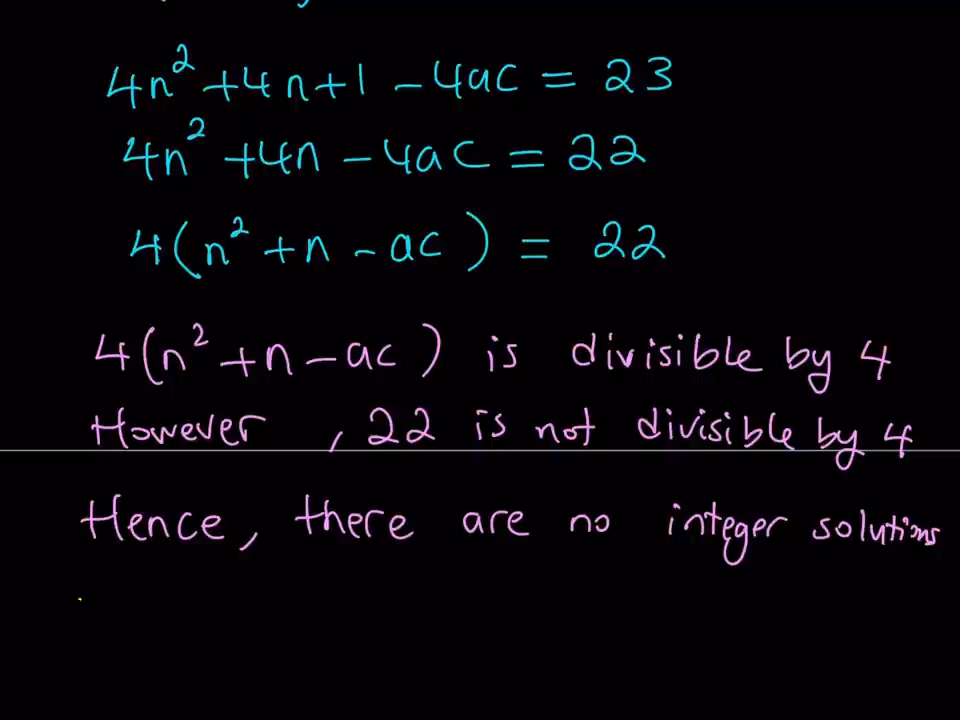 4n² + 4n + 1 - 4ac = 23
4n² + 4n - 4ac = 22
4(n² + n - ac) = 22
4(n² + n - ac) is divisible by 4
However, 22 is not divisible by 4
Hence, there are no integer solutions